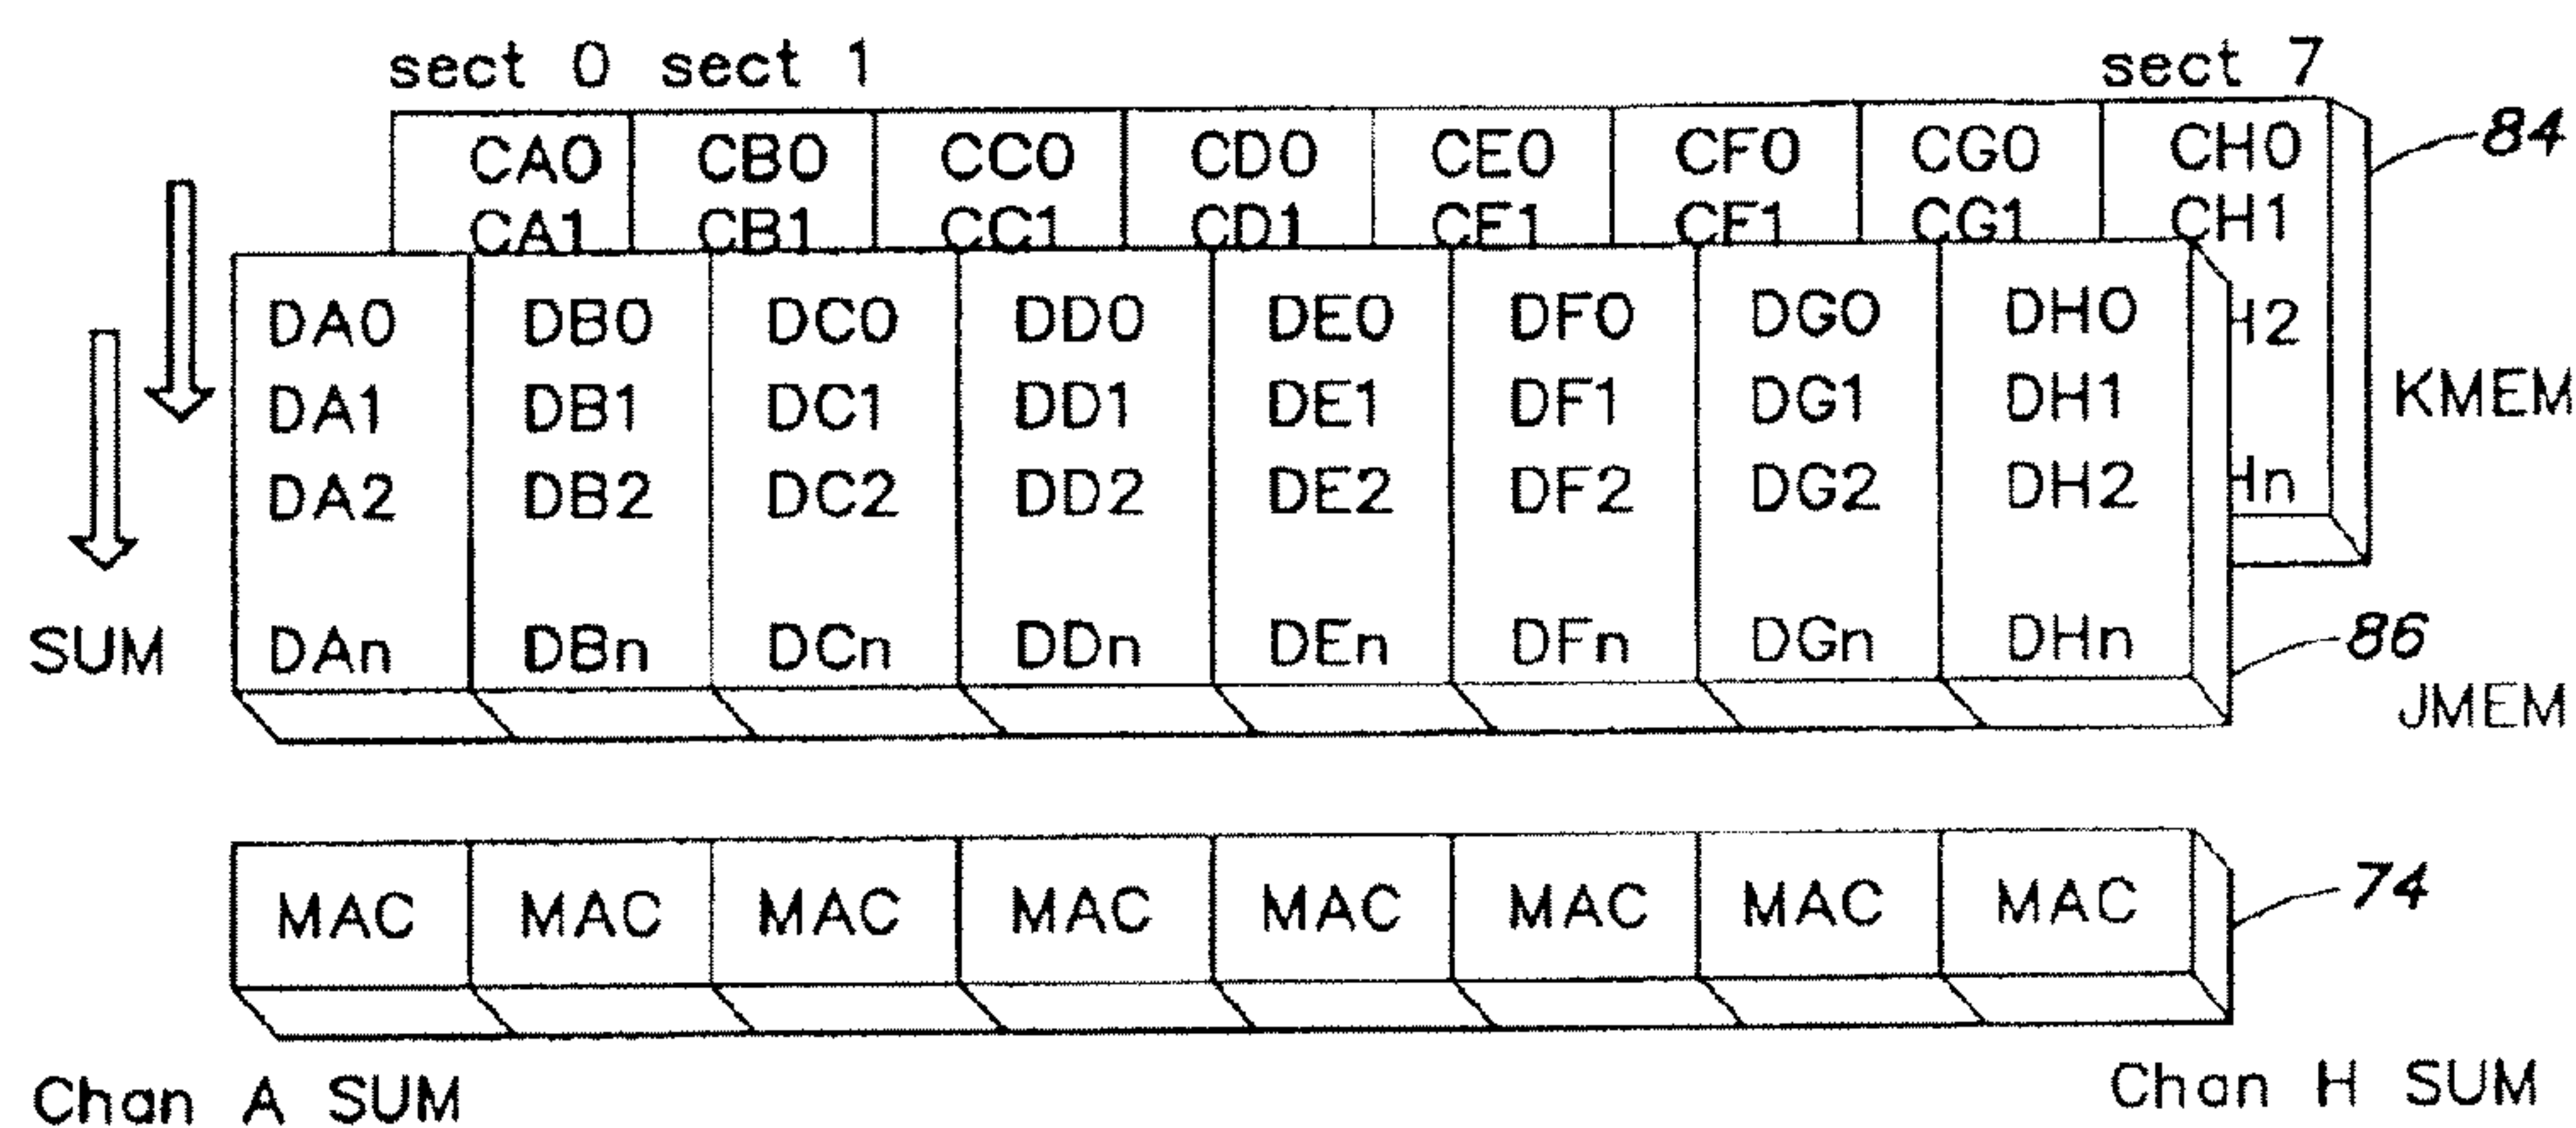 sect 0 sect 1 sect 7
CA0 CB0 CC0 CD0 CE0 CF0 CG0 CH0 84
CA1 CB1 CC1 CD1 CE1 CF1 CG1 CH1
DA0 DB0 DC0 DD0 DE0 DF0 DG0 DH0 H2
DA1 DB1 DC1 DD1 DE1 DF1 DG1 DH1 KMEM
DA2 DB2 DC2 DD2 DE2 DF2 DG2 DH2 Hn
SUM DAn DBn DCn DDn DEn DFn DGn DHn 86
JMEM
MAC MAC MAC MAC MAC MAC MAC MAC 74
Chan A SUM Chan H SUM